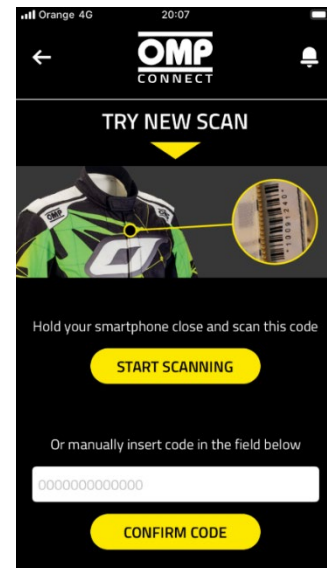 Orange 4G 20:07
OMP
CONNECT
TRY NEW SCAN
Hold your smartphone close and scan this code
START SCANNING
Or manually insert code in the field below
0000000000000
CONFIRM CODE